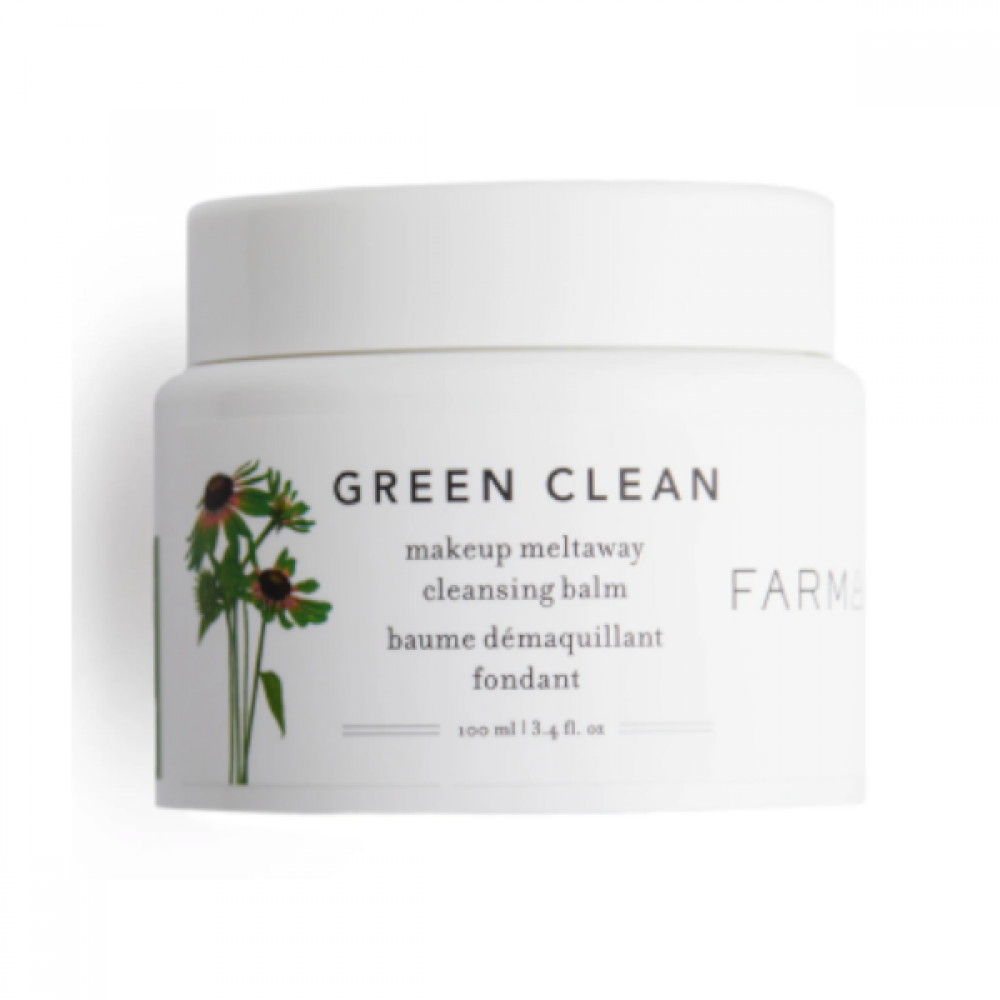 GREEN CLEAN
makeup meltaway
cleansing balm
baume démaquillant
fondant
100 ml | 3.4 fl. oz